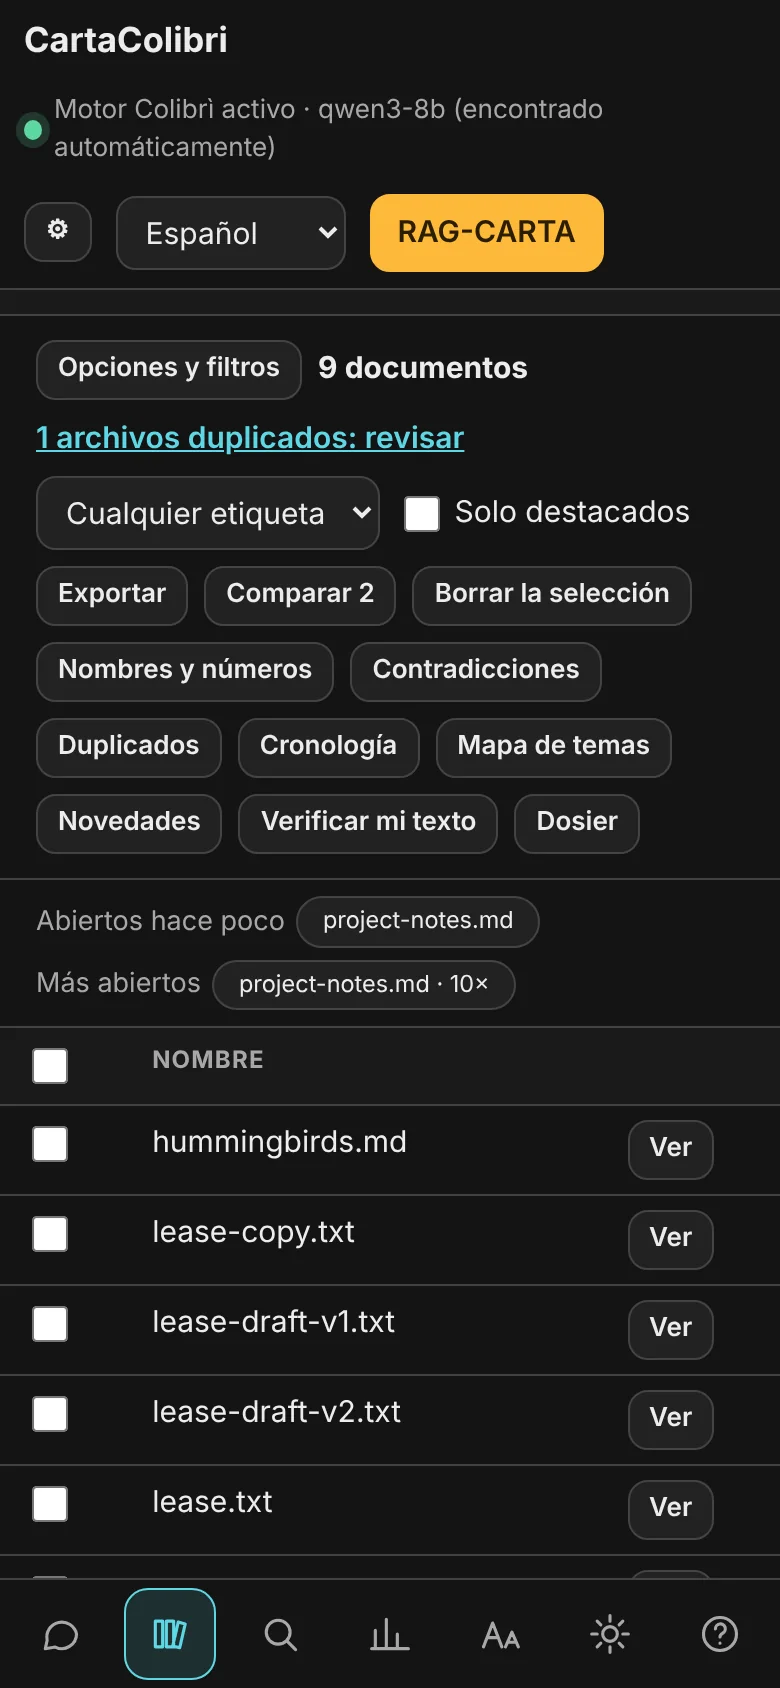 CartaColibri
Motor Colibrì activo · qwen3-8b (encontrado
automáticamente)
Español
RAG-CARTA
Opciones y filtros 9 documentos
1 archivos duplicados: revisar
Cualquier etiqueta Solo destacados
Exportar Comparar 2 Borrar la selección
Nombres y números Contradicciones
Duplicados Cronología Mapa de temas
Novedades Verificar mi texto Dosier
Abiertos hace poco project-notes.md
Más abiertos project-notes.md · 10×
NOMBRE
hummingbirds.md Ver
lease-copy.txt Ver
lease-draft-v1.txt Ver
lease-draft-v2.txt Ver
lease.txt Ver
AA